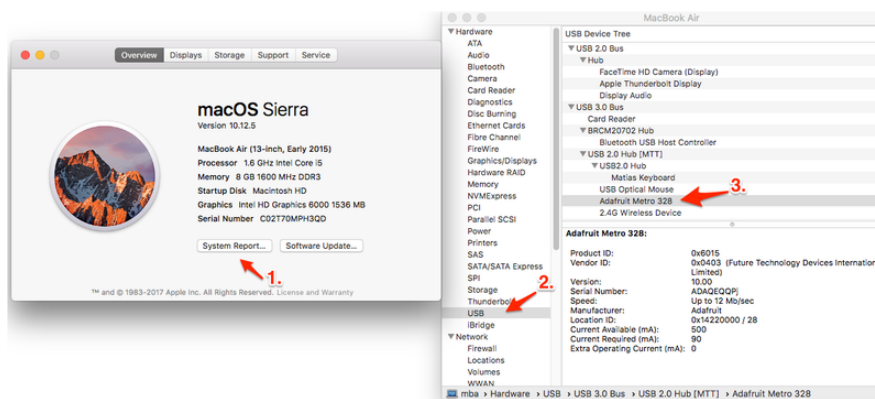 Overview Displays Storage Support Service
macOS Sierra
Version 10.12.5
MacBook Air (13-inch, Early 2015)
Processor 1.6 GHz Intel Core i5
Memory 8 GB 1600 MHz DDR3
Startup Disk Macintosh HD
Graphics Intel HD Graphics 6000 1536 MB
Serial Number C02T70MPH3QD
System Report... Software Update...
1.
™ and © 1983-2017 Apple Inc. All Rights Reserved. License and Warranty
MacBook Air
Hardware
ATA
Audio
Bluetooth
Camera
Card Reader
Diagnostics
Disc Burning
Ethernet Cards
Fibre Channel
FireWire
Graphics/Displays
Hardware RAID
Memory
NVMExpress
PCI
Parallel SCSI
Power
Printers
SAS
SATA/SATA Express
SPI
Storage
Thunderbolt
USB
iBridge
Network
Firewall
Locations
Volumes
WWAN
2.
USB Device Tree
USB 2.0 Bus
Hub
FaceTime HD Camera (Display)
Apple Thunderbolt Display
Display Audio
USB 3.0 Bus
Card Reader
BRCM20702 Hub
Bluetooth USB Host Controller
USB 2.0 Hub [MTT]
USB2.0 Hub
Matias Keyboard
USB Optical Mouse
Adafruit Metro 328
2.4G Wireless Device
3.
Adafruit Metro 328:
Product ID: 0x6015
Vendor ID: 0x0403 (Future Technology Devices Internation
Limited)
Version: 10.00
Serial Number: ADAQEQQPj
Speed: Up to 12 Mb/sec
Manufacturer: Adafruit
Location ID: 0x14220000 / 28
Current Available (mA): 500
Current Required (mA): 90
Extra Operating Current (mA): 0
mba › Hardware › USB › USB 3.0 Bus › USB 2.0 Hub [MTT] › Adafruit Metro 328